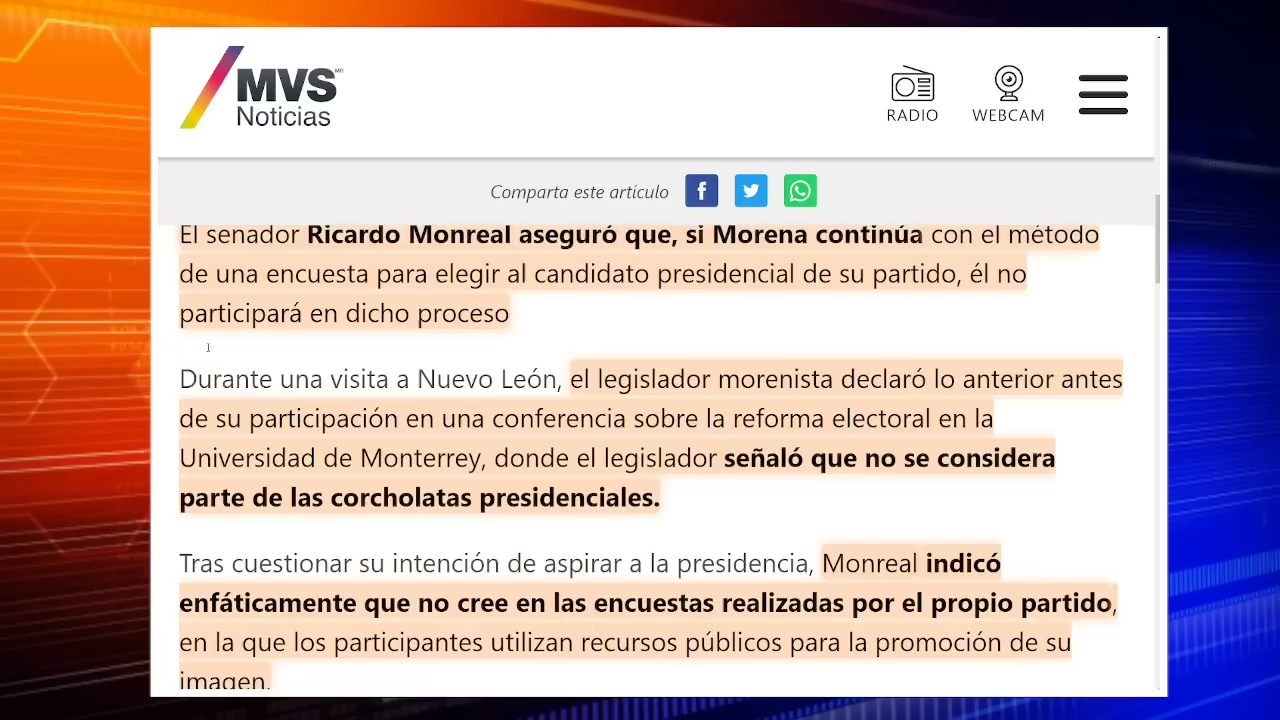 MVS
Noticias
RADIO
WEBCAM
Comparta este artículo
El senador Ricardo Monreal aseguró que, si Morena continúa con el método
de una encuesta para elegir al candidato presidencial de su partido, él no
participará en dicho proceso
Durante una visita a Nuevo León, el legislador morenista declaró lo anterior antes
de su participación en una conferencia sobre la reforma electoral en la
Universidad de Monterrey, donde el legislador señaló que no se considera
parte de las corcholatas presidenciales.
Tras cuestionar su intención de aspirar a la presidencia, Monreal indicó
enfáticamente que no cree en las encuestas realizadas por el propio partido,
en la que los participantes utilizan recursos públicos para la promoción de su
imagen.